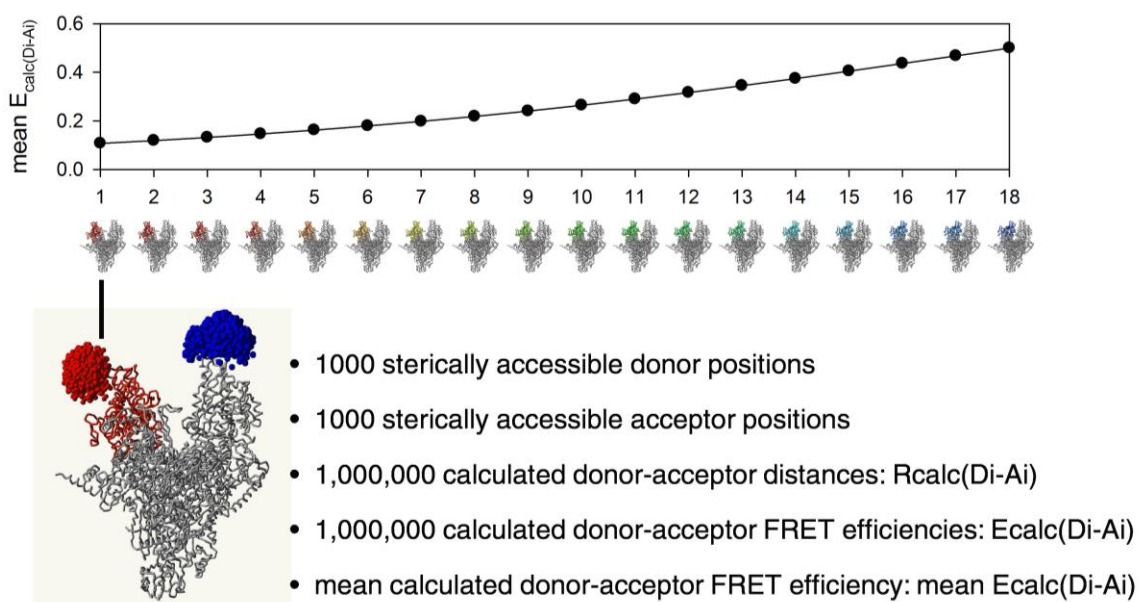 0.6
0.4
0.2
0.0
mean E calc(Di-Ai)
1 2 3 4 5 6 7 8 9 10 11 12 13 14 15 16 17 18
• 1000 sterically accessible donor positions
• 1000 sterically accessible acceptor positions
• 1,000,000 calculated donor-acceptor distances: Rcalc(Di-Ai)
• 1,000,000 calculated donor-acceptor FRET efficiencies: Ecalc(Di-Ai)
• mean calculated donor-acceptor FRET efficiency: mean Ecalc(Di-Ai)